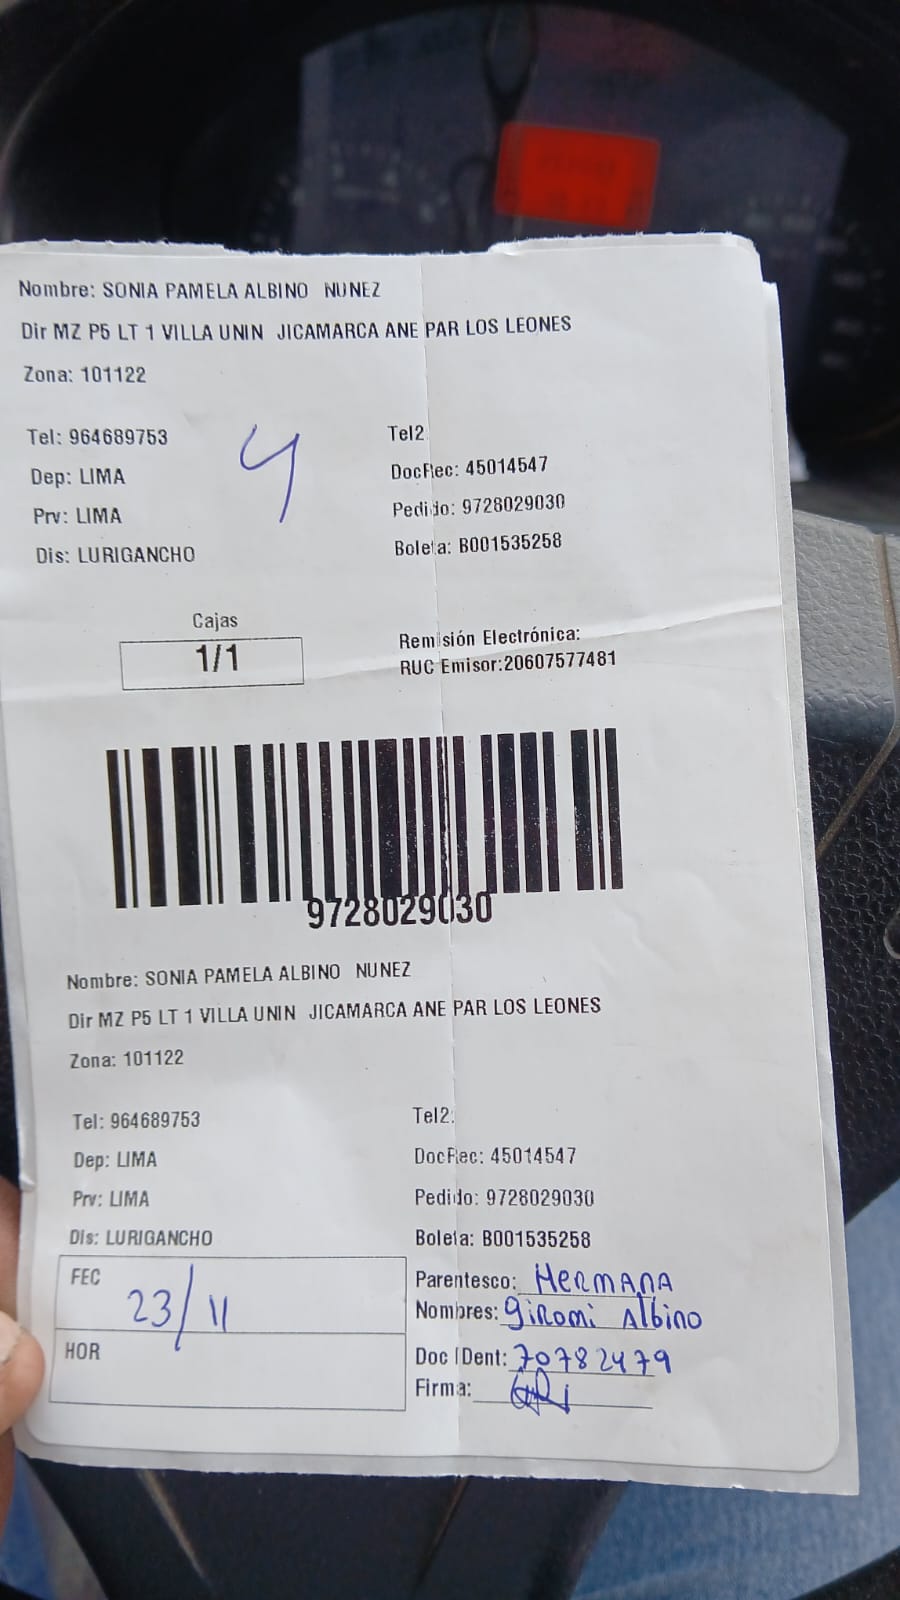 Nombre: SONIA PAMELA ALBINO NUNEZ
Dir MZ P5 LT 1 VILLA UNIN JICAMARCA ANE PAR LOS LEONES
Zona: 101122
Tel: 964689753 Tel2
Dep: LIMA DocRec: 45014547
Prv: LIMA Pedido: 9728029030
Dis: LURIGANCHO Boleta: B001535258
Cajas
1/1
Remisión Electrónica:
RUC Emisor:20607577481
9728029030
Nombre: SONIA PAMELA ALBINO NUNEZ
Dir MZ P5 LT 1 VILLA UNIN JICAMARCA ANE PAR LOS LEONES
Zona: 101122
Tel: 964689753 Tel2:
Dep: LIMA DocRec: 45014547
Prv: LIMA Pedido: 9728029030
Dis: LURIGANCHO Boleta: B001535258
FEC 23/11
HOR
Parentesco: HERMANA
Nombres: Giromi Albino
Doc IDent: 70782479
Firma: